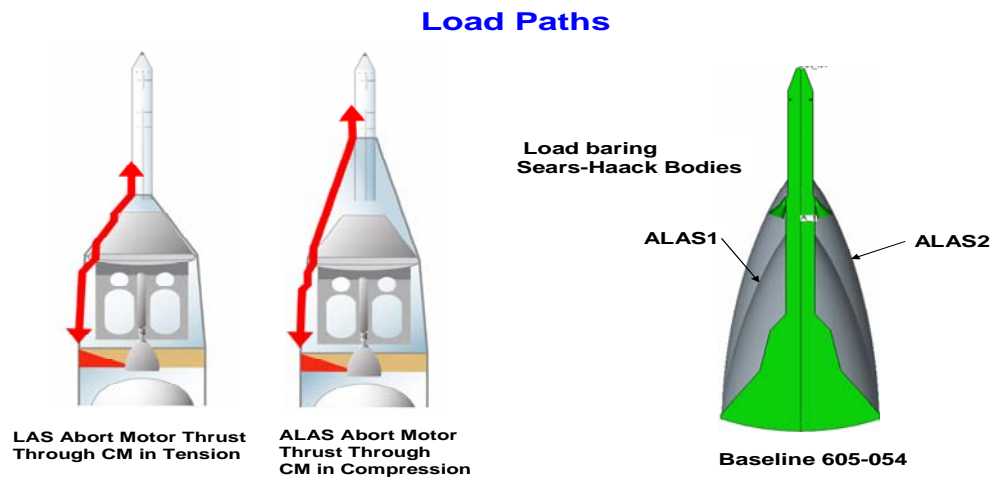 Load Paths
Load baring
Sears-Haack Bodies
ALAS1
ALAS2
LAS Abort Motor Thrust
Through CM in Tension
ALAS Abort Motor
Thrust Through
CM in Compression
Baseline 605-054